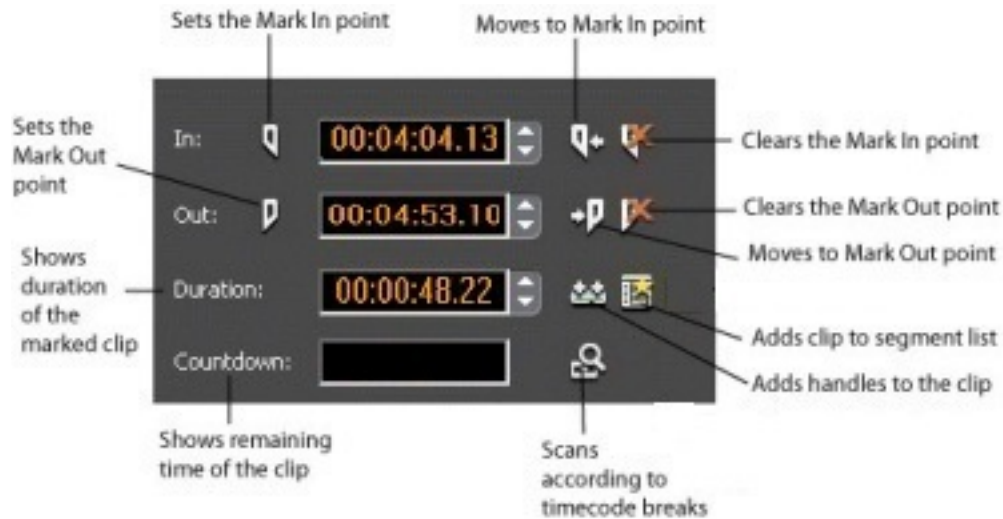 Sets the Mark In point
Moves to Mark In point
Sets the
Mark Out
point
In:
00:04:04.13
Clears the Mark In point
Out:
00:04:53.10
Clears the Mark Out point
Moves to Mark Out point
Shows
duration
of the
marked clip
Duration:
00:00:48.22
Adds clip to segment list
Adds handles to the clip
Countdown:
Shows remaining
time of the clip
Scans
according to
timecode breaks